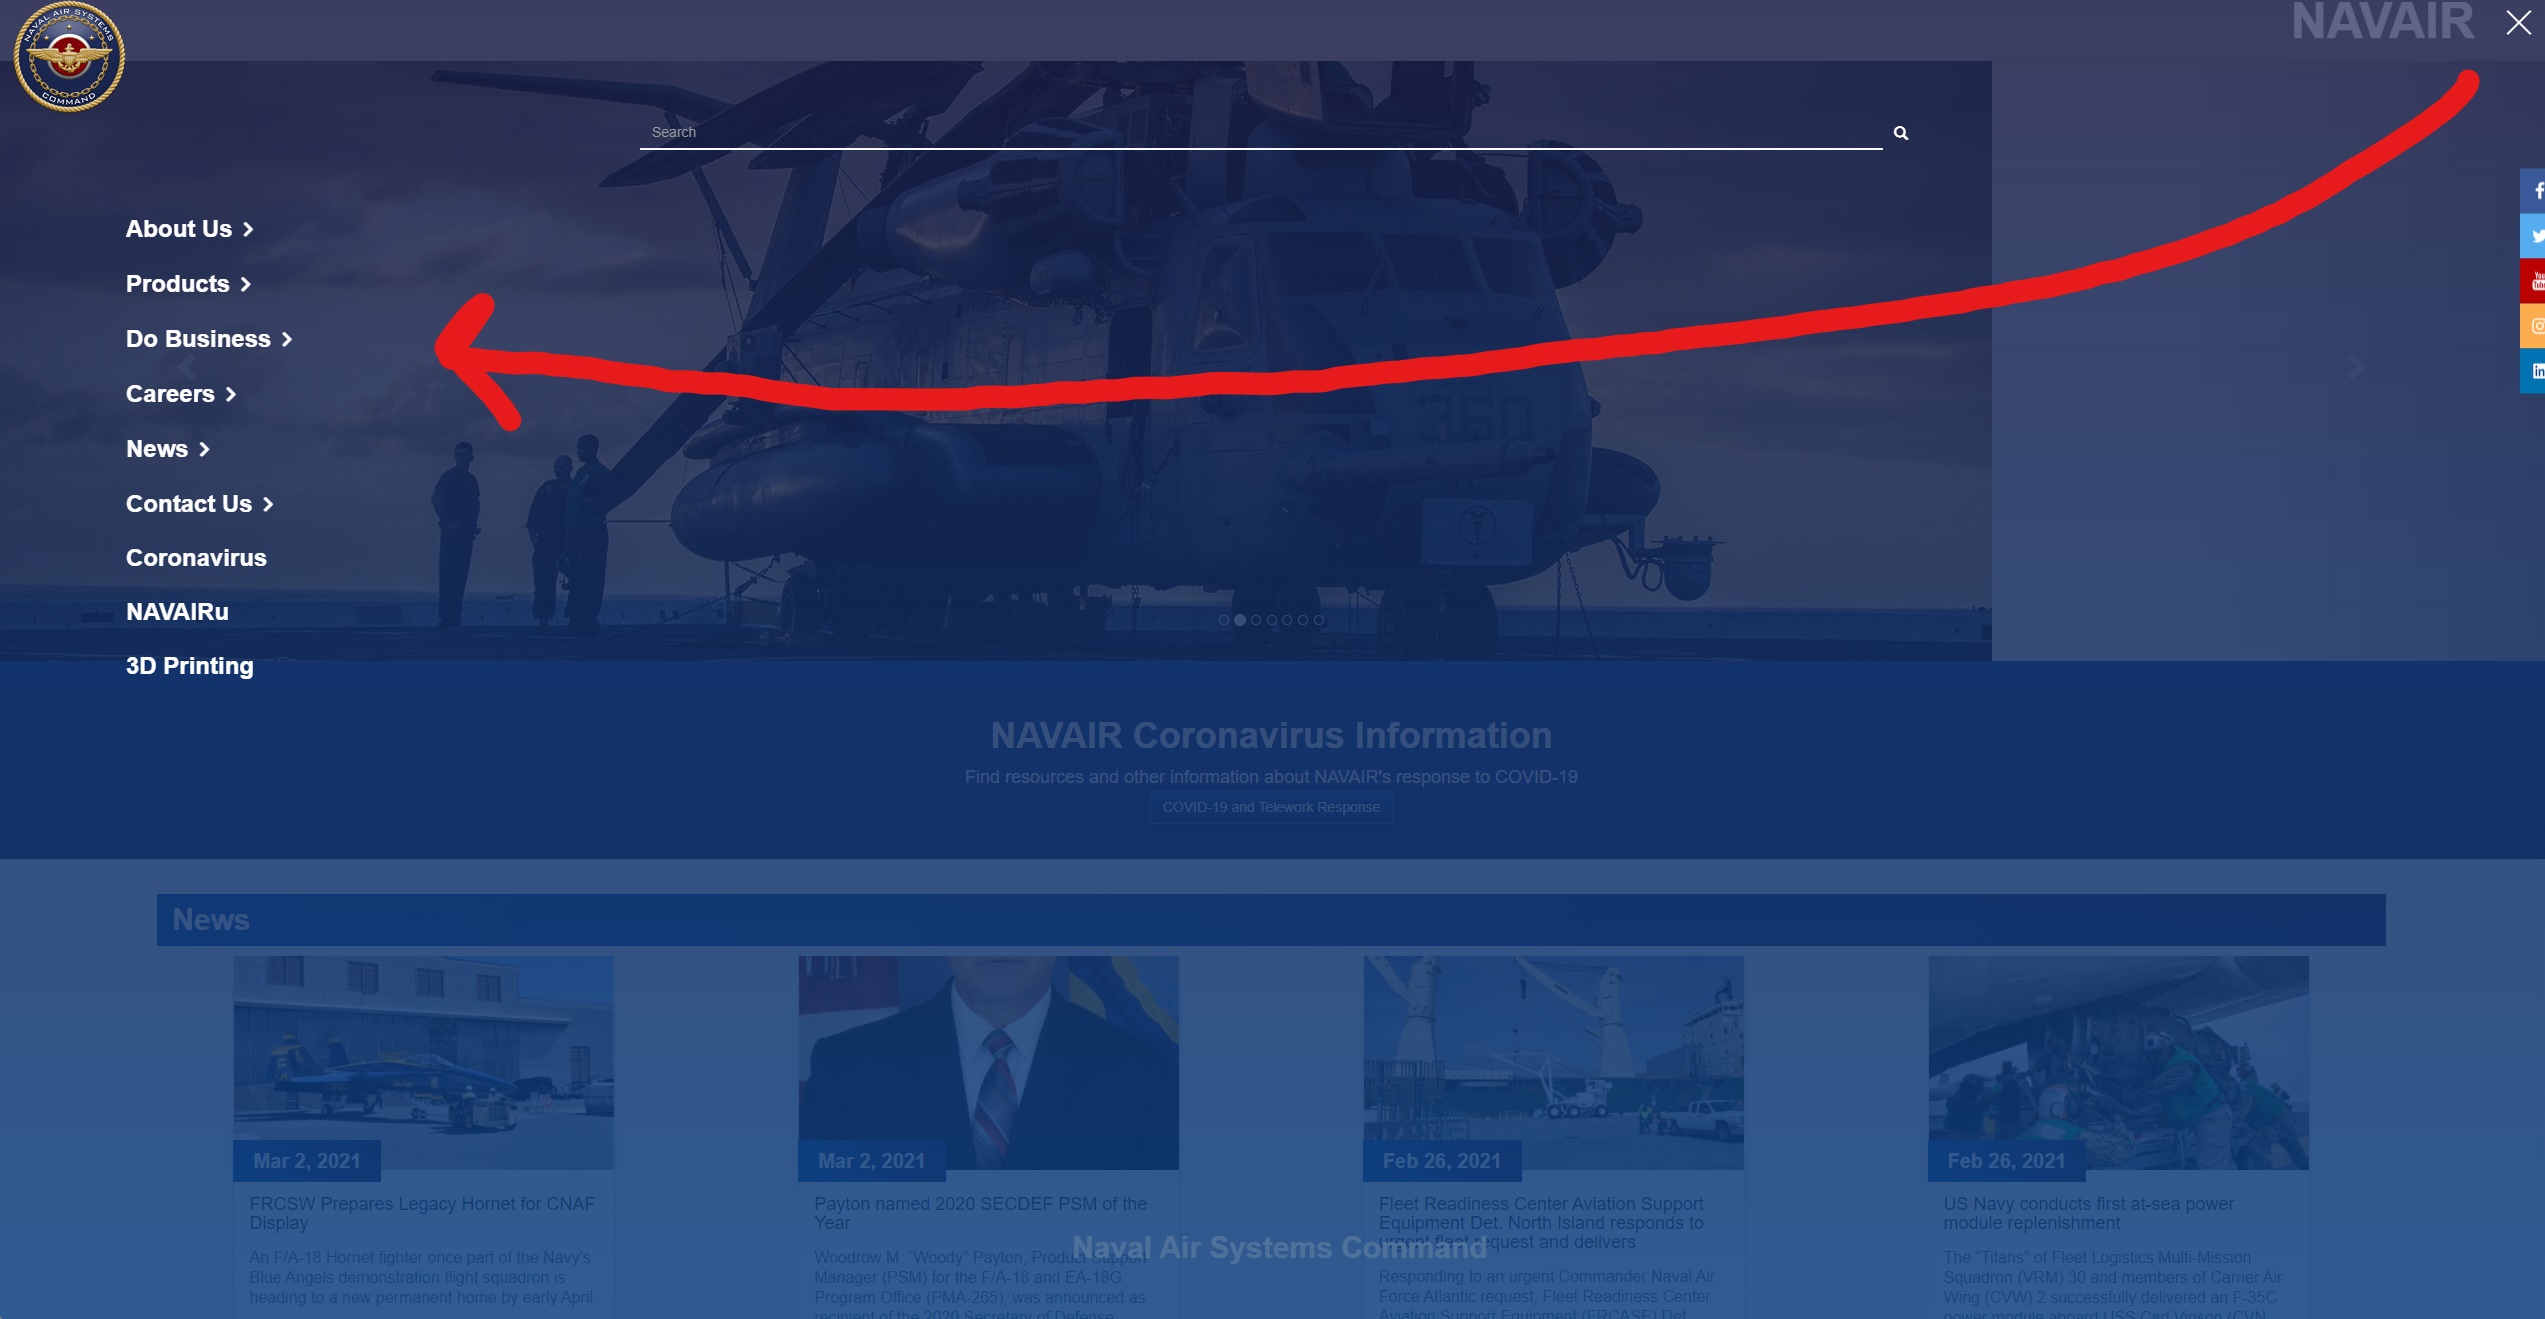 NAVAL AIR SYSTEMS
COMMAND
NAVAIR
Search
About Us
Products
Do Business
Careers
News
Contact Us
Coronavirus
NAVAIRu
3D Printing
You
Tube
in
360
NAVAIR Coronavirus Information
Find resources and other information about NAVAIR's response to COVID-19
COVID-19 and Telework Response
News
Mar 2, 2021
FRCSW Prepares Legacy Hornet for CNAF
Display
An F/A-18 Hornet fighter once part of the Navy's
Blue Angels demonstration flight squadron is
heading to a new permanent home by early April.
Mar 2, 2021
Payton named 2020 SECDEF PSM of the
Year
Woodrow M. "Woody" Payton, Product Support
Manager (PSM) for the F/A-18 and EA-18G
Program Office (PMA-265), was announced as
recipient of the 2020 Secretary of Defense
Feb 26, 2021
Fleet Readiness Center Aviation Support
Equipment Det. North Island responds to
urgent fleet request and delivers
Responding to an urgent Commander Naval Air
Force Atlantic request, Fleet Readiness Center
Aviation Support Equipment (FRCASE) Det.
Feb 26, 2021
US Navy conducts first at-sea power
module replenishment
The "Titans" of Fleet Logistics Multi-Mission
Squadron (VRM) 30 and members of Carrier Air
Wing (CVW) 2 successfully delivered an F-35C
power module aboard USS Carl Vinson (CVN
Naval Air Systems Command